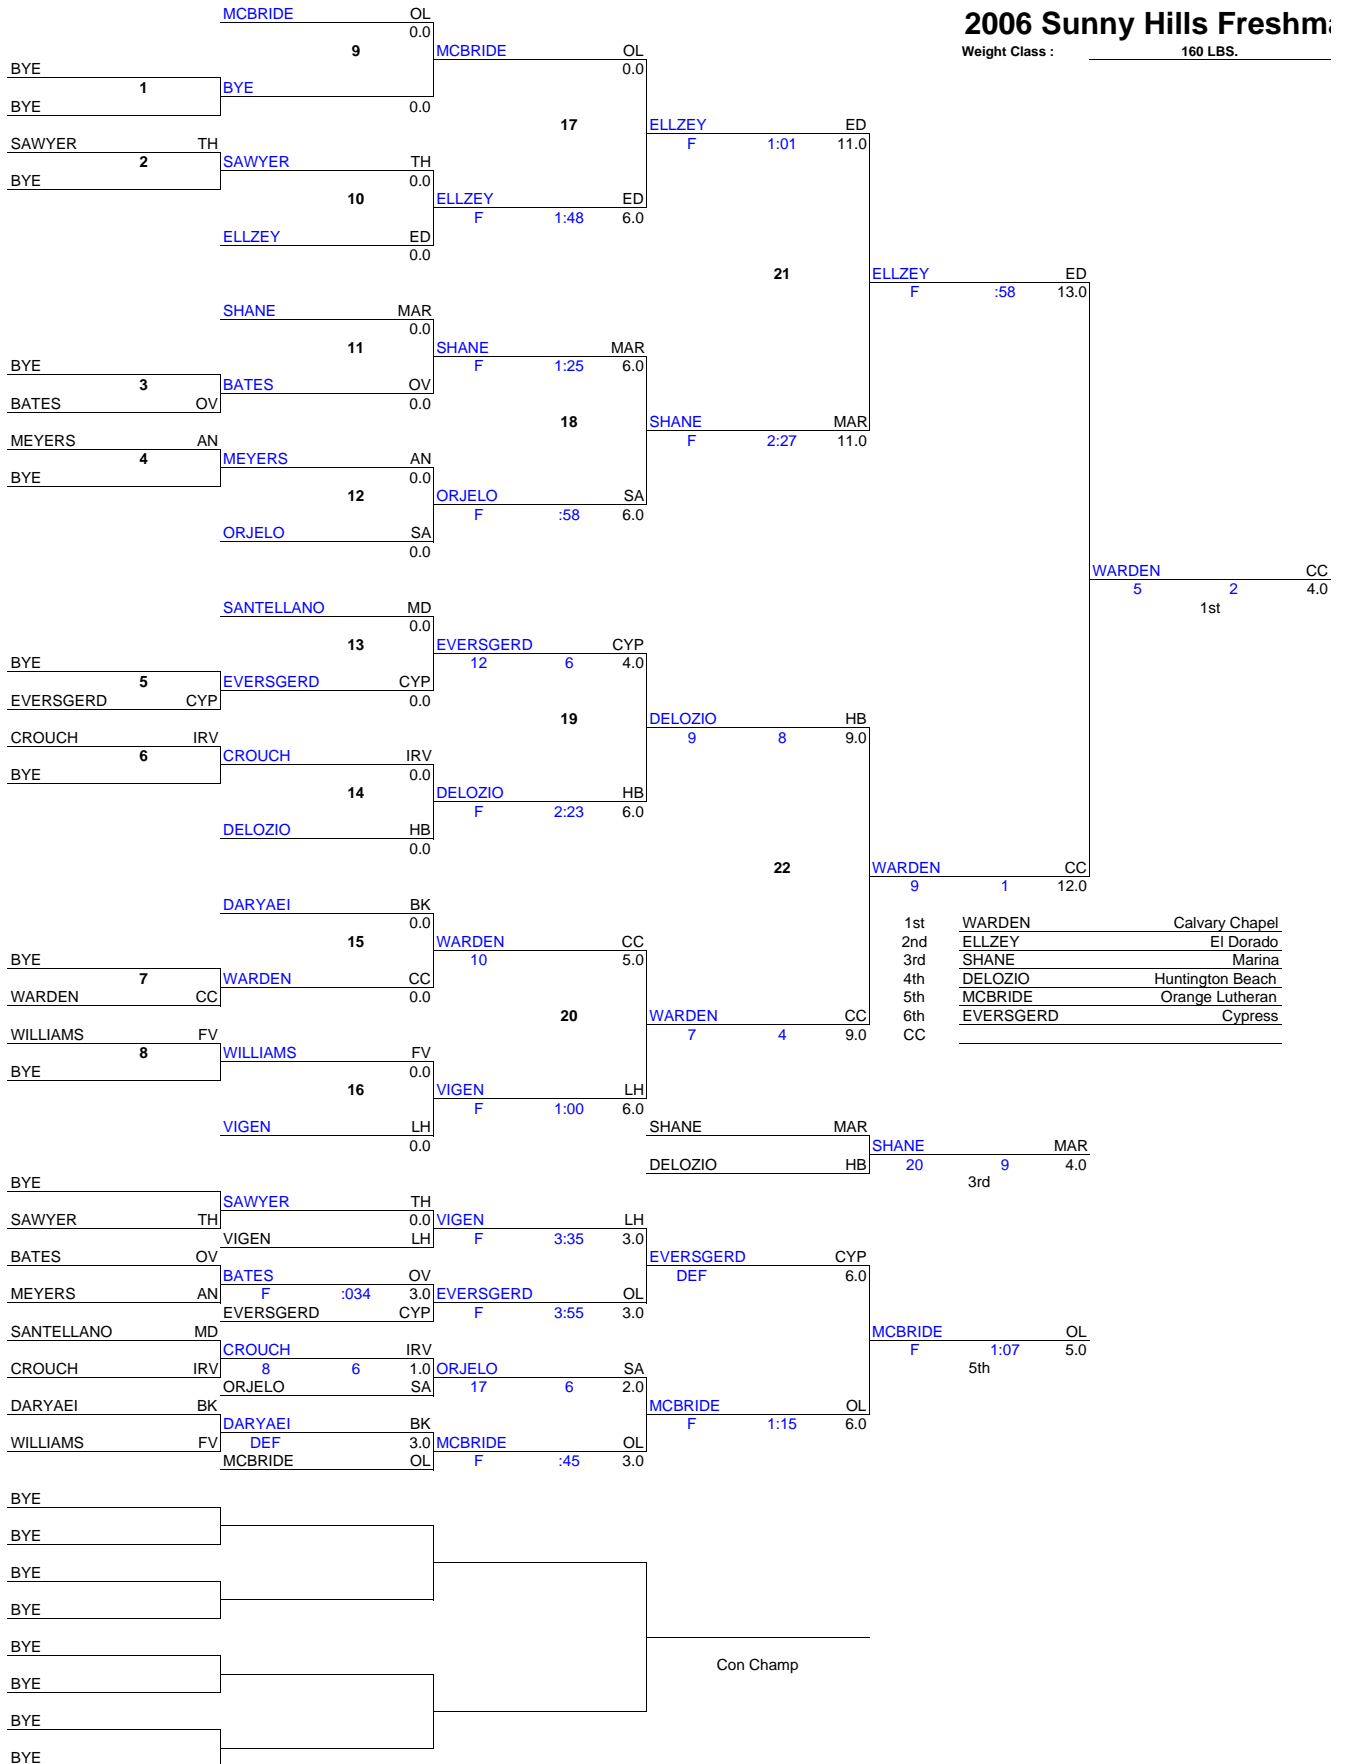 2006 Sunny Hills Freshma
Weight Class : 160 LBS.
MCBRIDE OL
0.0
9
MCBRIDE OL
0.0
BYE
1
BYE
BYE
0.0
17
ELLZEY ED
F 1:01 11.0
SAWYER TH
2
SAWYER TH
0.0
BYE
10
ELLZEY ED
F 1:48 6.0
ELLZEY ED
0.0
21
ELLZEY ED
F :58 13.0
SHANE MAR
0.0
11
SHANE MAR
F 1:25 6.0
BYE
3
BATES OV
0.0
BATES OV
18
SHANE MAR
F 2:27 11.0
MEYERS AN
4
MEYERS AN
0.0
BYE
12
ORJELO SA
F :58 6.0
ORJELO SA
0.0
WARDEN CC
5 2 4.0
1st
SANTELLANO MD
0.0
13
EVERSGERD CYP
12 6 4.0
BYE
5
EVERSGERD CYP
0.0
EVERSGERD CYP
19
DELOZIO HB
9 8 9.0
CROUCH IRV
6
CROUCH IRV
0.0
BYE
14
DELOZIO HB
F 2:23 6.0
DELOZIO HB
0.0
22
WARDEN CC
9 1 12.0
DARYAEI BK
0.0
15
WARDEN CC
10 5.0
BYE
7
WARDEN CC
0.0
WARDEN CC
20
WARDEN CC
7 4 9.0
WILLIAMS FV
8
WILLIAMS FV
0.0
BYE
16
VIGEN LH
F 1:00 6.0
VIGEN LH
0.0
1st WARDEN Calvary Chapel
2nd ELLZEY El Dorado
3rd SHANE Marina
4th DELOZIO Huntington Beach
5th MCBRIDE Orange Lutheran
6th EVERSGERD Cypress
CC
SHANE MAR
SHANE MAR
20 9 4.0
DELOZIO HB
3rd
BYE
SAWYER TH
0.0
SAWYER TH
VIGEN LH
VIGEN LH
F 3:35 3.0
BATES OV
EVERSGERD CYP
DEF 6.0
BATES OV
F :034 3.0
MEYERS AN
EVERSGERD OL
F 3:55 3.0
EVERSGERD CYP
SANTELLANO MD
MCBRIDE OL
F 1:07 5.0
5th
CROUCH IRV
8 6 1.0
CROUCH IRV
ORJELO SA
17 6 2.0
ORJELO SA
DARYAEI BK
MCBRIDE OL
F 1:15 6.0
DARYAEI BK
DEF 3.0
WILLIAMS FV
MCBRIDE OL
F :45 3.0
MCBRIDE OL
BYE
BYE
BYE
BYE
BYE
Con Champ
BYE
BYE
BYE